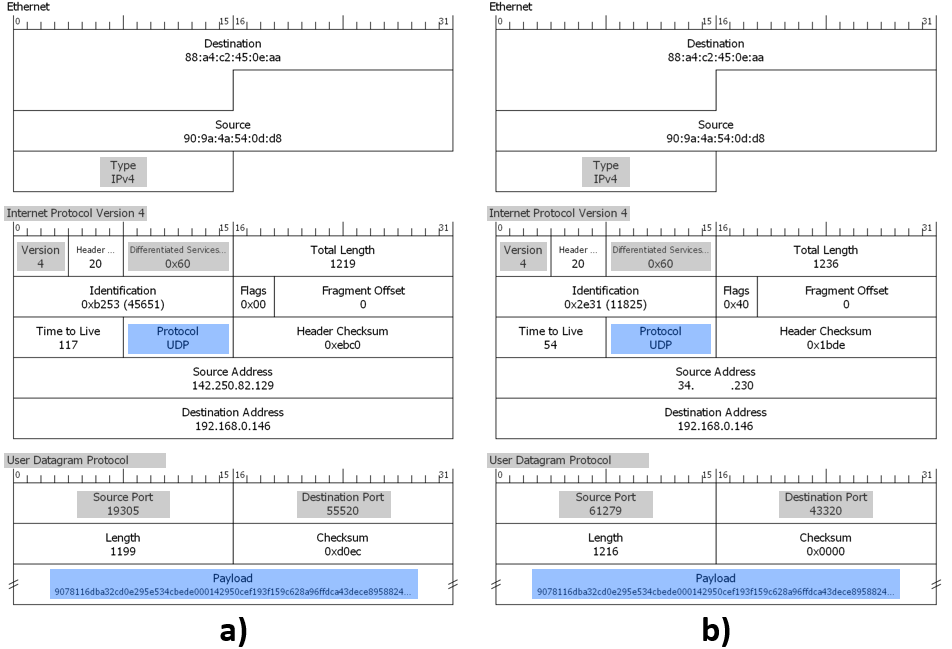 Ethernet
0 15 16 31
Destination
88:a4:c2:45:0e:aa
Source
90:9a:4a:54:0d:d8
Type
IPv4
Internet Protocol Version 4
0 15 16 31
Version
4
Header ...
20
Differentiated Services...
0x60
Total Length
1219
Identification
0xb253 (45651)
Flags
0x00
Fragment Offset
0
Time to Live
117
Protocol
UDP
Header Checksum
0xebc0
Source Address
142.250.82.129
Destination Address
192.168.0.146
User Datagram Protocol
0 15 16 31
Source Port
19305
Destination Port
55520
Length
1199
Checksum
0xd0ec
Payload
9078116dba32cd0e295e534cbede000142950cef193f159c628a96ffdca43dece8958824...
a)
Ethernet
0 15 16 31
Destination
88:a4:c2:45:0e:aa
Source
90:9a:4a:54:0d:d8
Type
IPv4
Internet Protocol Version 4
0 15 16 31
Version
4
Header ...
20
Differentiated Services...
0x60
Total Length
1236
Identification
0x2e31 (11825)
Flags
0x40
Fragment Offset
0
Time to Live
54
Protocol
UDP
Header Checksum
0x1bde
Source Address
34. .230
Destination Address
192.168.0.146
User Datagram Protocol
0 15 16 31
Source Port
61279
Destination Port
43320
Length
1216
Checksum
0x0000
Payload
9078116dba32cd0e295e534cbede000142950cef193f159c628a96ffdca43dece8958824...
b)